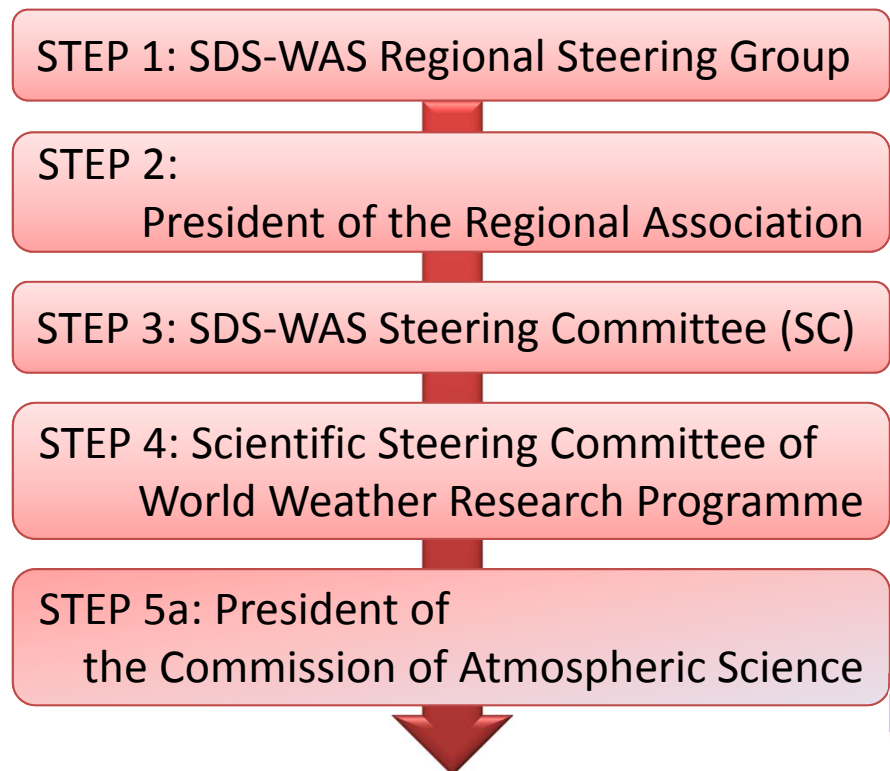 STEP 1: SDS-WAS Regional Steering Group
STEP 2:
President of the Regional Association
STEP 3: SDS-WAS Steering Committee (SC)
STEP 4: Scientific Steering Committee of
World Weather Research Programme
STEP 5a: President of
the Commission of Atmospheric Science